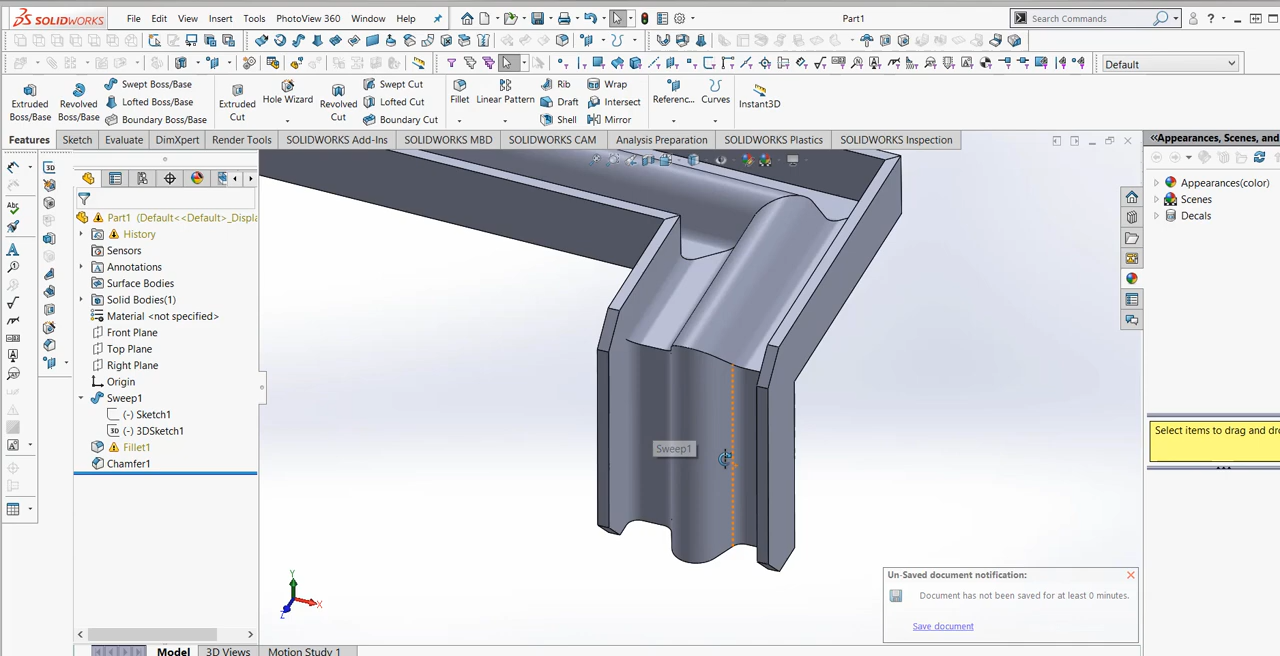 SOLIDWORKS File Edit View Insert Tools PhotoView 360 Window Help Part1 Search Commands ?
Default
Extruded Boss/Base Revolved Boss/Base Swept Boss/Base Lofted Boss/Base Boundary Boss/Base Extruded Cut Hole Wizard Revolved Cut Swept Cut Lofted Cut Boundary Cut Fillet Linear Pattern Rib Draft Shell Wrap Intersect Mirror Referenc... Curves Instand3D
Features Sketch Evaluate DimXpert Render Tools SOLIDWORKS Add-Ins SOLIDWORKS MBD SOLIDWORKS CAM Analysis Preparation SOLIDWORKS Plastics SOLIDWORKS Inspection
<<Appearances, Scenes, and
Appearances(color)
Scenes
Decals
Part1 (Default<<Default>_Displa
History
Sensors
Annotations
Surface Bodies
Solid Bodies(1)
Material <not specified>
Front Plane
Top Plane
Right Plane
Origin
Sweep1
(-) Sketch1
3D (-) 3DSketch1
Fillet1
Chamfer1
Sweep1
Select items to drag and dro
Un-Saved document notification:
Document has not been saved for at least 0 minutes.
Save document
Y
X
Z
Model 3D Views Motion Study 1